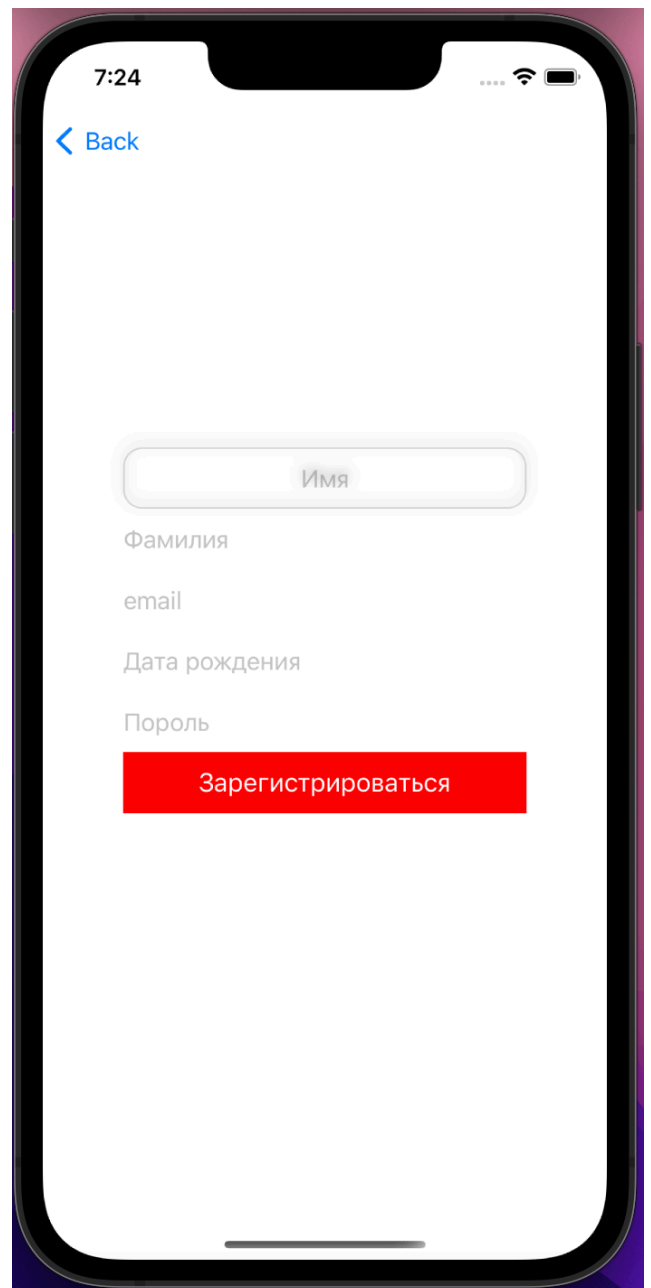 7:24
Back
Имя
Фамилия
email
Дата рождения
Пороль
Зарегистрироваться